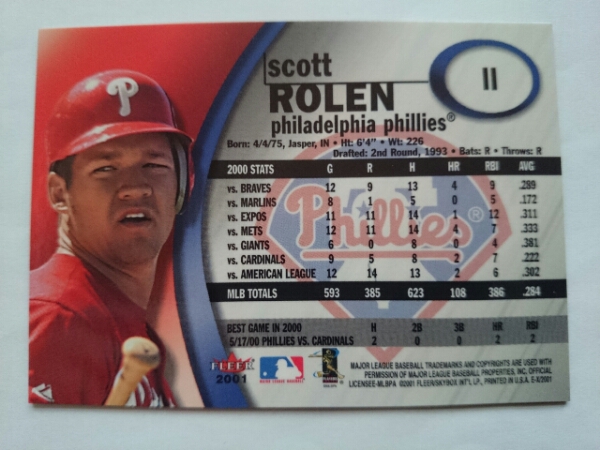 scott
ROLEN
philadelphia phillies®
11
Born: 4/4/75, Jasper, IN • Ht: 6'4" • Wt: 226
Drafted: 2nd Round, 1993 • Bats: R • Throws: R
2000 STATS G R H HR RBI AVG
vs. BRAVES 12 9 13 4 9 .289
vs. MARLINS 8 1 5 0 5 .172
vs. EXPOS 11 11 14 1 12 .311
vs. METS 12 11 14 4 7 .333
vs. GIANTS 6 0 8 0 4 .381
vs. CARDINALS 9 5 8 2 7 .222
vs. AMERICAN LEAGUE 12 14 13 2 6 .302
MLB TOTALS 593 385 623 108 386 .284
Phillies®
BEST GAME IN 2000 H 2B 3B HR RBI
5/17/00 PHILLIES VS. CARDINALS 2 0 0 2 2
P
FLEER
2001
MAJOR LEAGUE BASEBALL
MAJOR LEAGUE BASEBALL TRADEMARKS AND COPYRIGHTS ARE USED WITH
PERMISSION OF MAJOR LEAGUE BASEBALL PROPERTIES, INC. OFFICIAL
LICENSEE-MLBPA ©2001 FLEER/SKYBOX INT'L LP., PRINTED IN U.S.A. E-X/2001